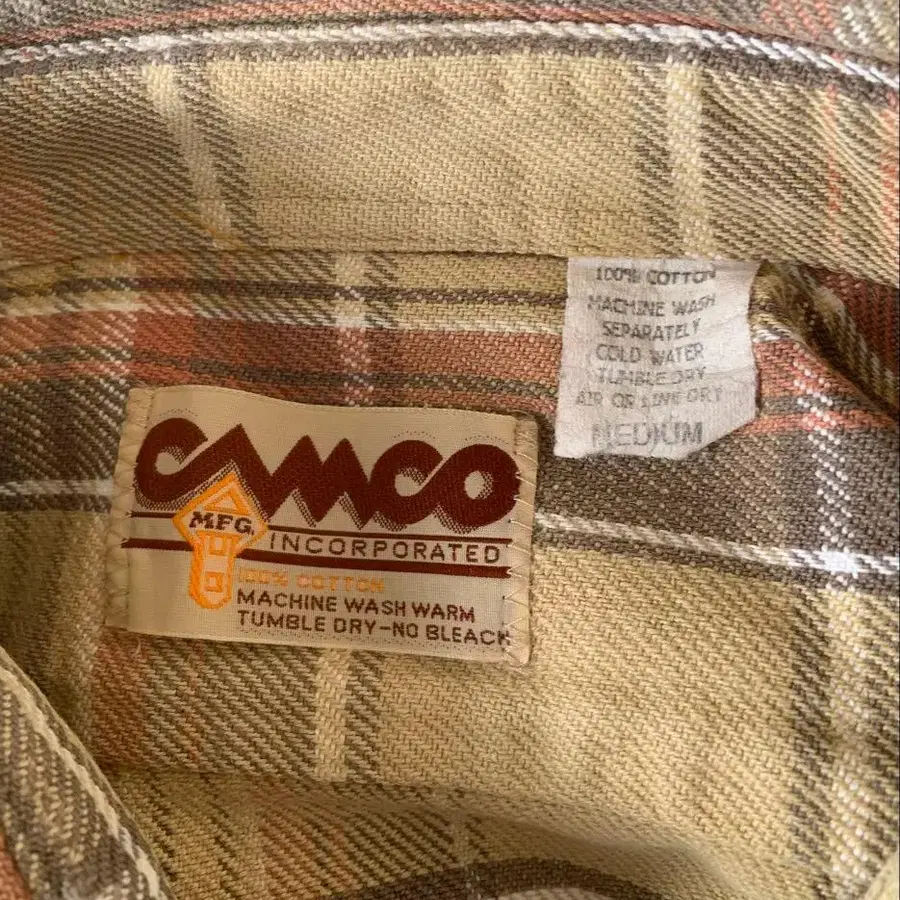 CAMCO
MFG.
INCORPORATED
100% COTTON
MACHINE WASH WARM
TUMBLE DRY-NO BLEACH
100% COTTON
MACHINE WASH
SEPARATELY
COLD WATER
TUMBLE DRY
AIR OR LINE DRY
MEDIUM